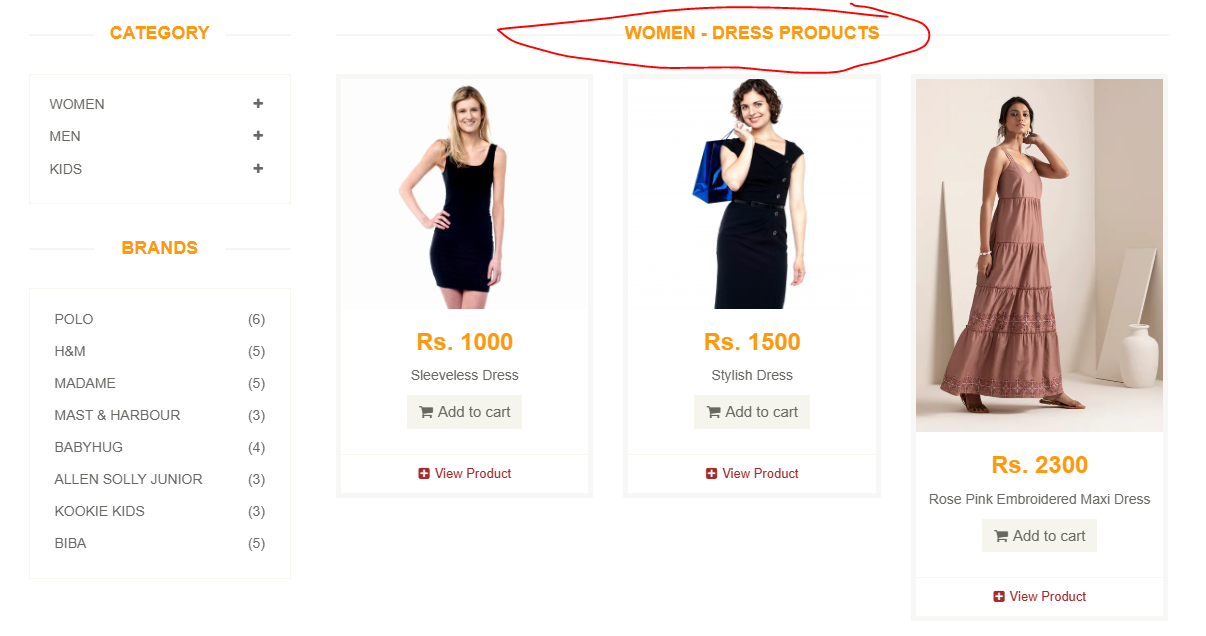 CATEGORY
WOMEN
MEN
KIDS
BRANDS
POLO (6)
H&M (5)
MADAME (5)
MAST & HARBOUR (3)
BABYHUG (4)
ALLEN SOLLY JUNIOR (3)
KOOKIE KIDS (3)
BIBA (5)
WOMEN - DRESS PRODUCTS
Rs. 1000
Sleeveless Dress
Add to cart
View Product
Rs. 1500
Stylish Dress
Add to cart
View Product
Rs. 2300
Rose Pink Embroidered Maxi Dress
Add to cart
View Product